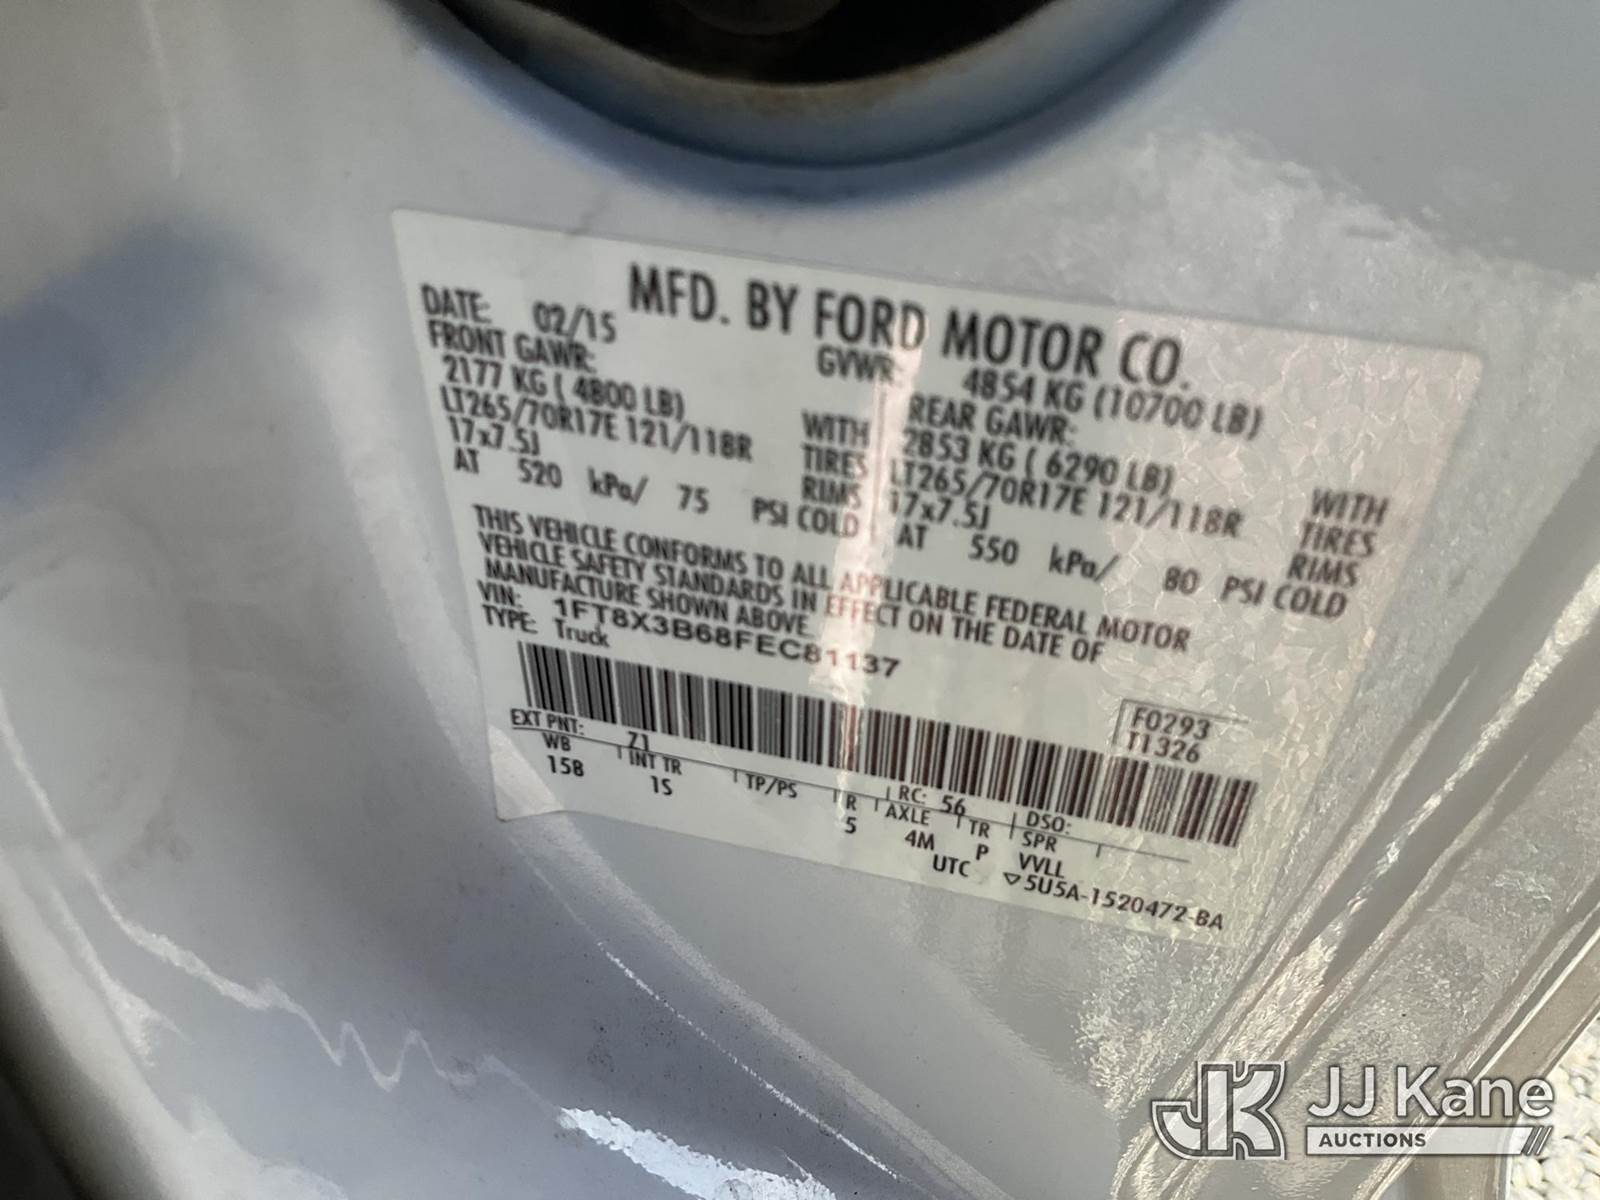 MFD. BY FORD MOTOR CO.
DATE: 02/15 GVWR: 4854 KG (10700 LB)
FRONT GAWR: REAR GAWR:
2177 KG ( 4800 LB) WITH 2853 KG ( 6290 LB) WITH
LT265/70R17E 121/118R TIRES LT265/70R17E 121/118R TIRES
17x7.5J RIMS 17x7.5J RIMS
AT 520 kPa/ 75 PSI COLD AT 550 kPa/ 80 PSI COLD
THIS VEHICLE CONFORMS TO ALL APPLICABLE FEDERAL MOTOR
VEHICLE SAFETY STANDARDS IN EFFECT ON THE DATE OF
MANUFACTURE SHOWN ABOVE.
VIN: 1FT8X3B68FEC81137
TYPE: Truck
F0293
T1326
EXT PNT: Z1 RC: 56 DSO:
WB INT TR TP/PS R AXLE TR SPR
158 1S 5 4M P VVLL
UTC ▽5U5A-1520472-BA
JK JJ Kane
AUCTIONS